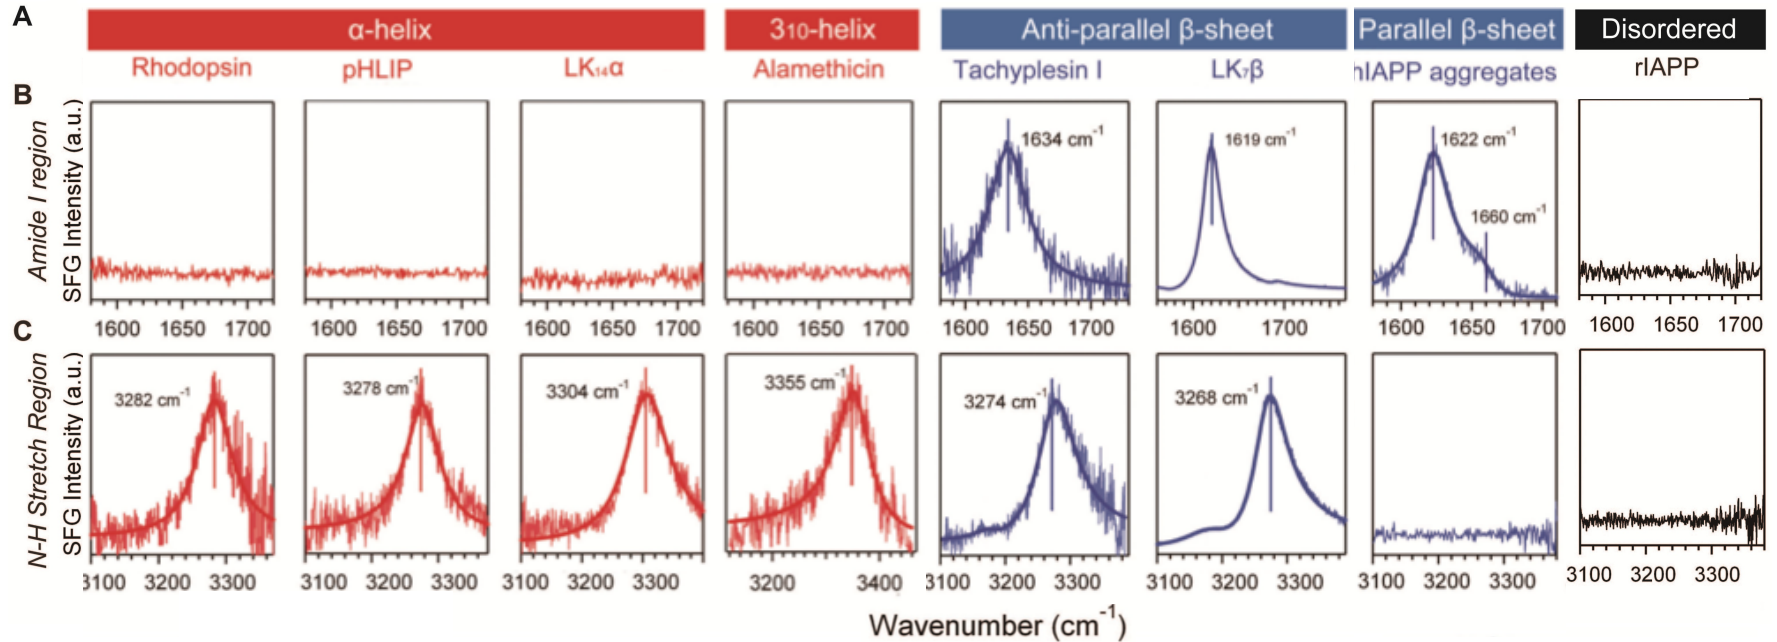 A
α-helix
3₁₀-helix
Anti-parallel β-sheet
Parallel β-sheet
Disordered
Rhodopsin
pHLIP
LK₁₄α
Alamethicin
Tachyplesin I
LK₇β
hIAPP aggregates
rIAPP
B
Amide I region
SFG Intensity (a.u.)
1634 cm⁻¹
1619 cm⁻¹
1622 cm⁻¹
1660 cm⁻¹
1600 1650 1700
1600 1650 1700
1600 1650 1700
1600 1650 1700
1600 1650 1700
1600 1700
1600 1650 1700
1600 1650 1700
C
N-H Stretch Region
SFG Intensity (a.u.)
3282 cm⁻¹
3278 cm⁻¹
3304 cm⁻¹
3355 cm⁻¹
3274 cm⁻¹
3268 cm⁻¹
3100 3200 3300
3100 3200 3300
3100 3200 3300
3200 3400
3100 3200 3300
3100 3200 3300
3100 3200 3300
3100 3200 3300
Wavenumber (cm⁻¹)